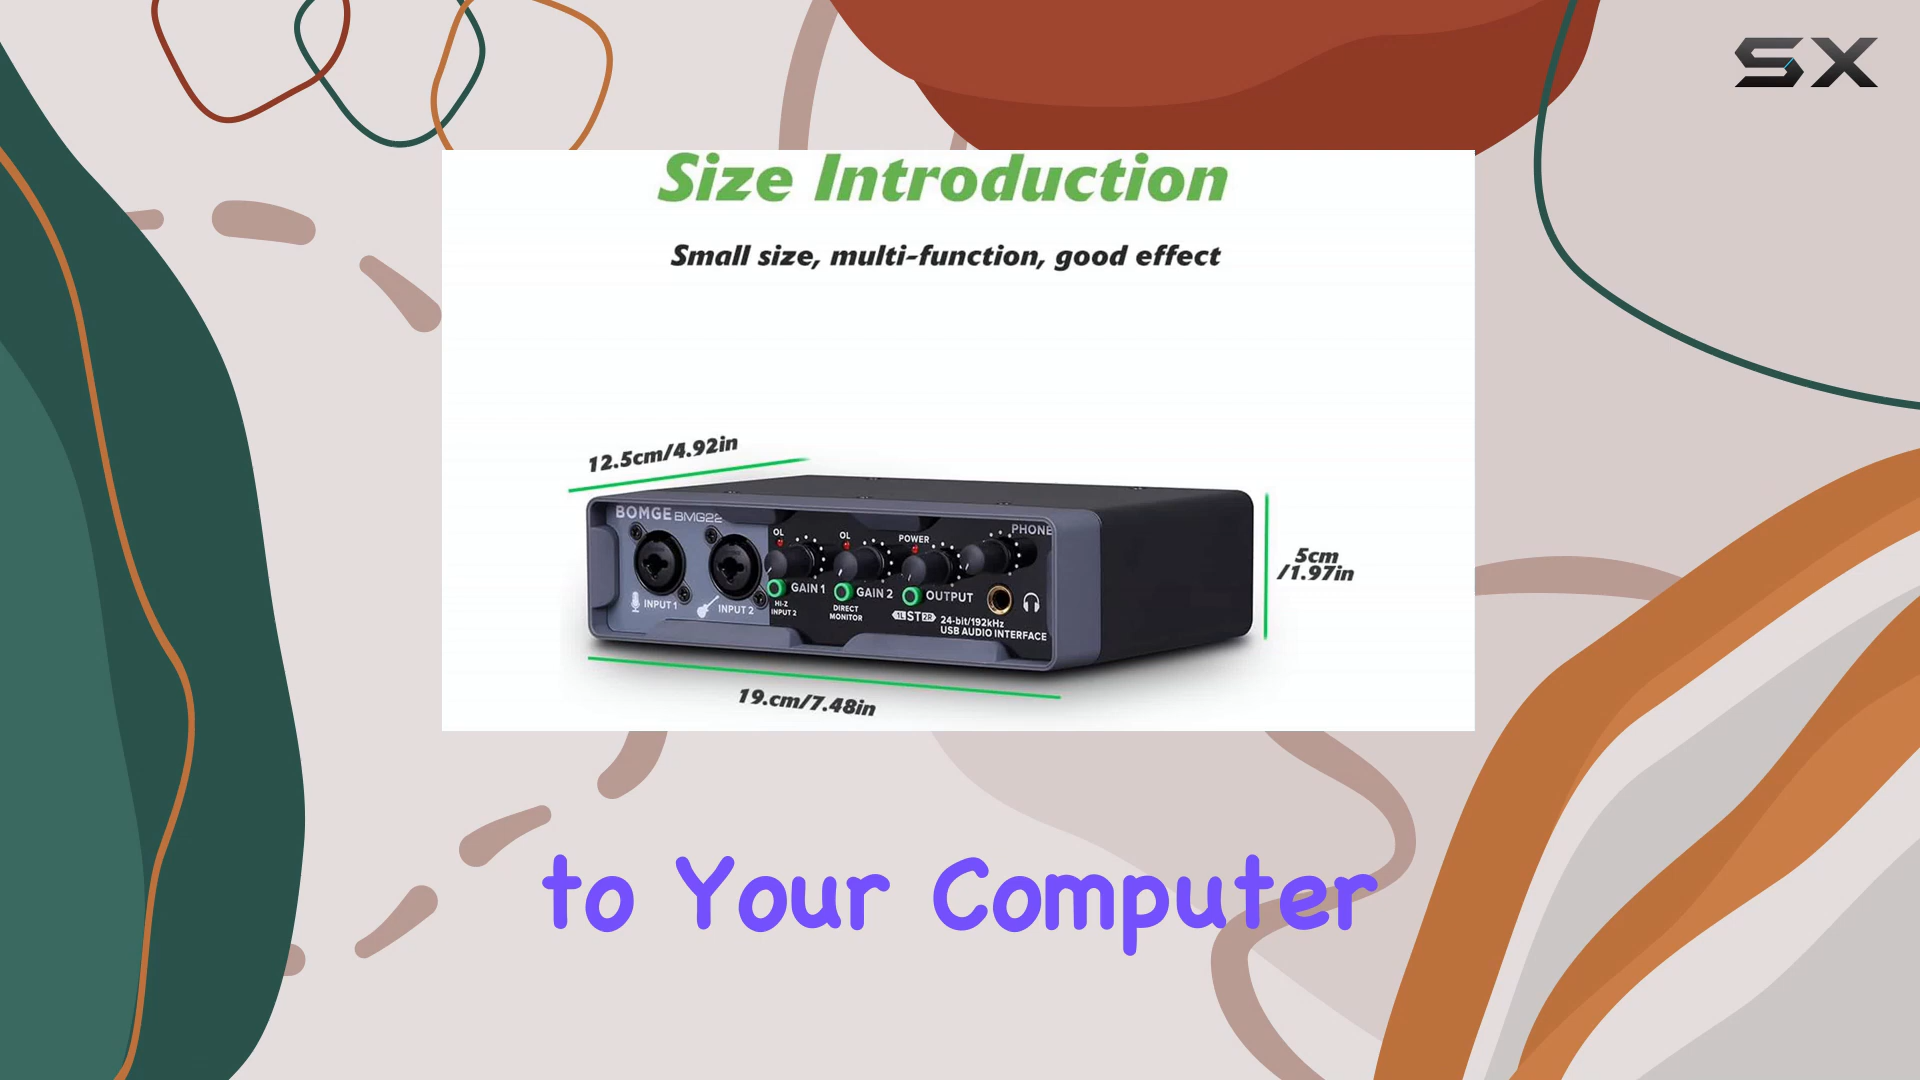 SX
Size Introduction
Small size, multi-function, good effect
12.5cm/4.92in
BOMGE BMG22
PHONE
OL
OL
POWER
5cm
/1.97in
GAIN 1
GAIN 2
OUTPUT
INPUT 1
INPUT 2
HI-Z
INPUT 2
DIRECT
MONITOR
1L ST 2R
24-bit/192kHz
USB AUDIO INTERFACE
19.cm/7.48in
to Your Computer